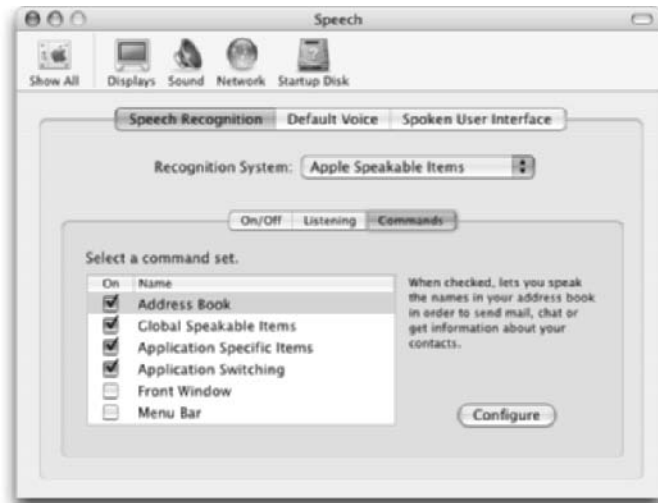 Speech
Show All Displays Sound Network Startup Disk
Speech Recognition Default Voice Spoken User Interface
Recognition System: Apple Speakable Items
On/Off Listening Commands
Select a command set.
On Name
Address Book
Global Speakable Items
Application Specific Items
Application Switching
Front Window
Menu Bar
When checked, lets you speak
the names in your address book
in order to send mail, chat or
get information about your
contacts.
Configure